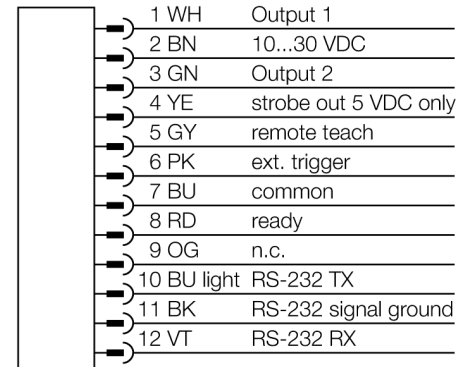 1 WH Output 1
2 BN 10...30 VDC
3 GN Output 2
4 YE strobe out 5 VDC only
5 GY remote teach
6 PK ext. trigger
7 BU common
8 RD ready
9 OG n.c.
10 BU light RS-232 TX
11 BK RS-232 signal ground
12 VT RS-232 RX